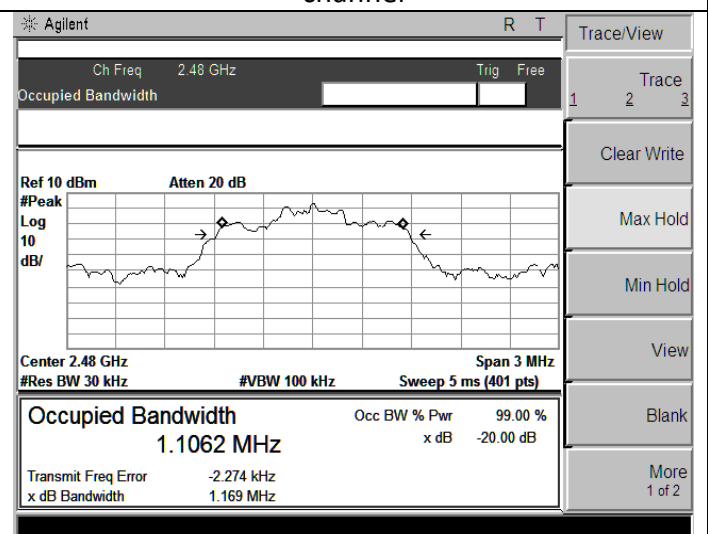 channel
Agilent R T
Ch Freq 2.48 GHz Trig Free
Occupied Bandwidth
Ref 10 dBm Atten 20 dB
#Peak
Log
10
dB/
Center 2.48 GHz Span 3 MHz
#Res BW 30 kHz #VBW 100 kHz Sweep 5 ms (401 pts)
Occupied Bandwidth Occ BW % Pwr 99.00 %
1.1062 MHz x dB -20.00 dB
Transmit Freq Error -2.274 kHz
x dB Bandwidth 1.169 MHz
Trace/View
Trace
1 2 3
Clear Write
Max Hold
Min Hold
View
Blank
More
1 of 2